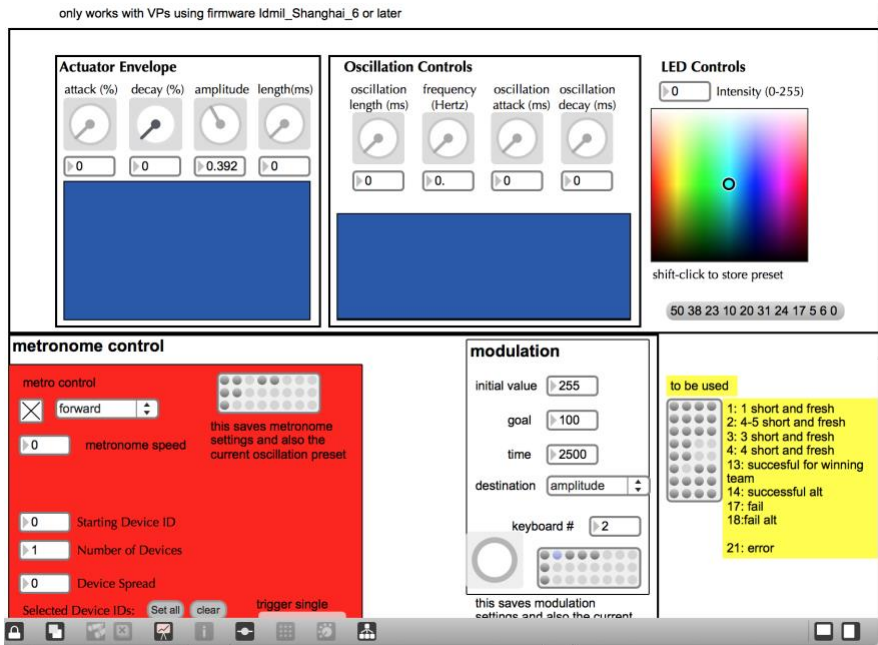 only works with VPs using firmware Idmil_Shanghai_6 or later
Actuator Envelope
attack (%) decay (%) amplitude length(ms)
0 0 0.392 0
Oscillation Controls
oscillation length (ms) frequency (Hertz) oscillation attack (ms) oscillation decay (ms)
0 0. 0 0
LED Controls
0 Intensity (0-255)
shift-click to store preset
50 38 23 10 20 31 24 17 5 6 0
metronome control
metro control
forward
0 metronome speed
this saves metronome
settings and also the
current oscillation preset
0 Starting Device ID
1 Number of Devices
0 Device Spread
Selected Device IDs: Set all clear
trigger single
modulation
initial value 255
goal 100
time 2500
destination amplitude
keyboard # 2
this saves modulation
settings and also the current
to be used
1: 1 short and fresh
2: 4-5 short and fresh
3: 3 short and fresh
4: 4 short and fresh
13: succesful for winning
team
14: successful alt
17: fail
18:fail alt
21: error